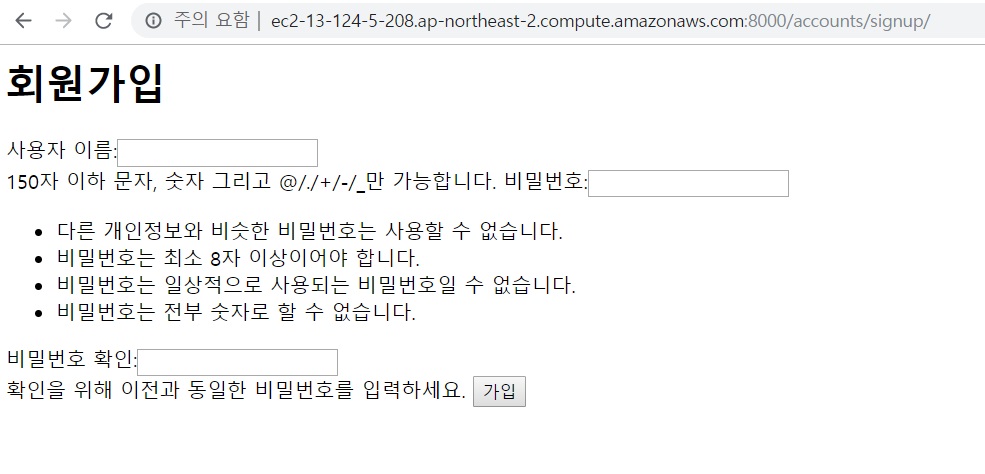 주의 요함 | ec2-13-124-5-208.ap-northeast-2.compute.amazonaws.com:8000/accounts/signup/
회원가입
사용자 이름:
150자 이하 문자, 숫자 그리고 @/./+/-/_만 가능합니다. 비밀번호:
• 다른 개인정보와 비슷한 비밀번호는 사용할 수 없습니다.
• 비밀번호는 최소 8자 이상이어야 합니다.
• 비밀번호는 일상적으로 사용되는 비밀번호일 수 없습니다.
• 비밀번호는 전부 숫자로 할 수 없습니다.
비밀번호 확인:
확인을 위해 이전과 동일한 비밀번호를 입력하세요. 가입